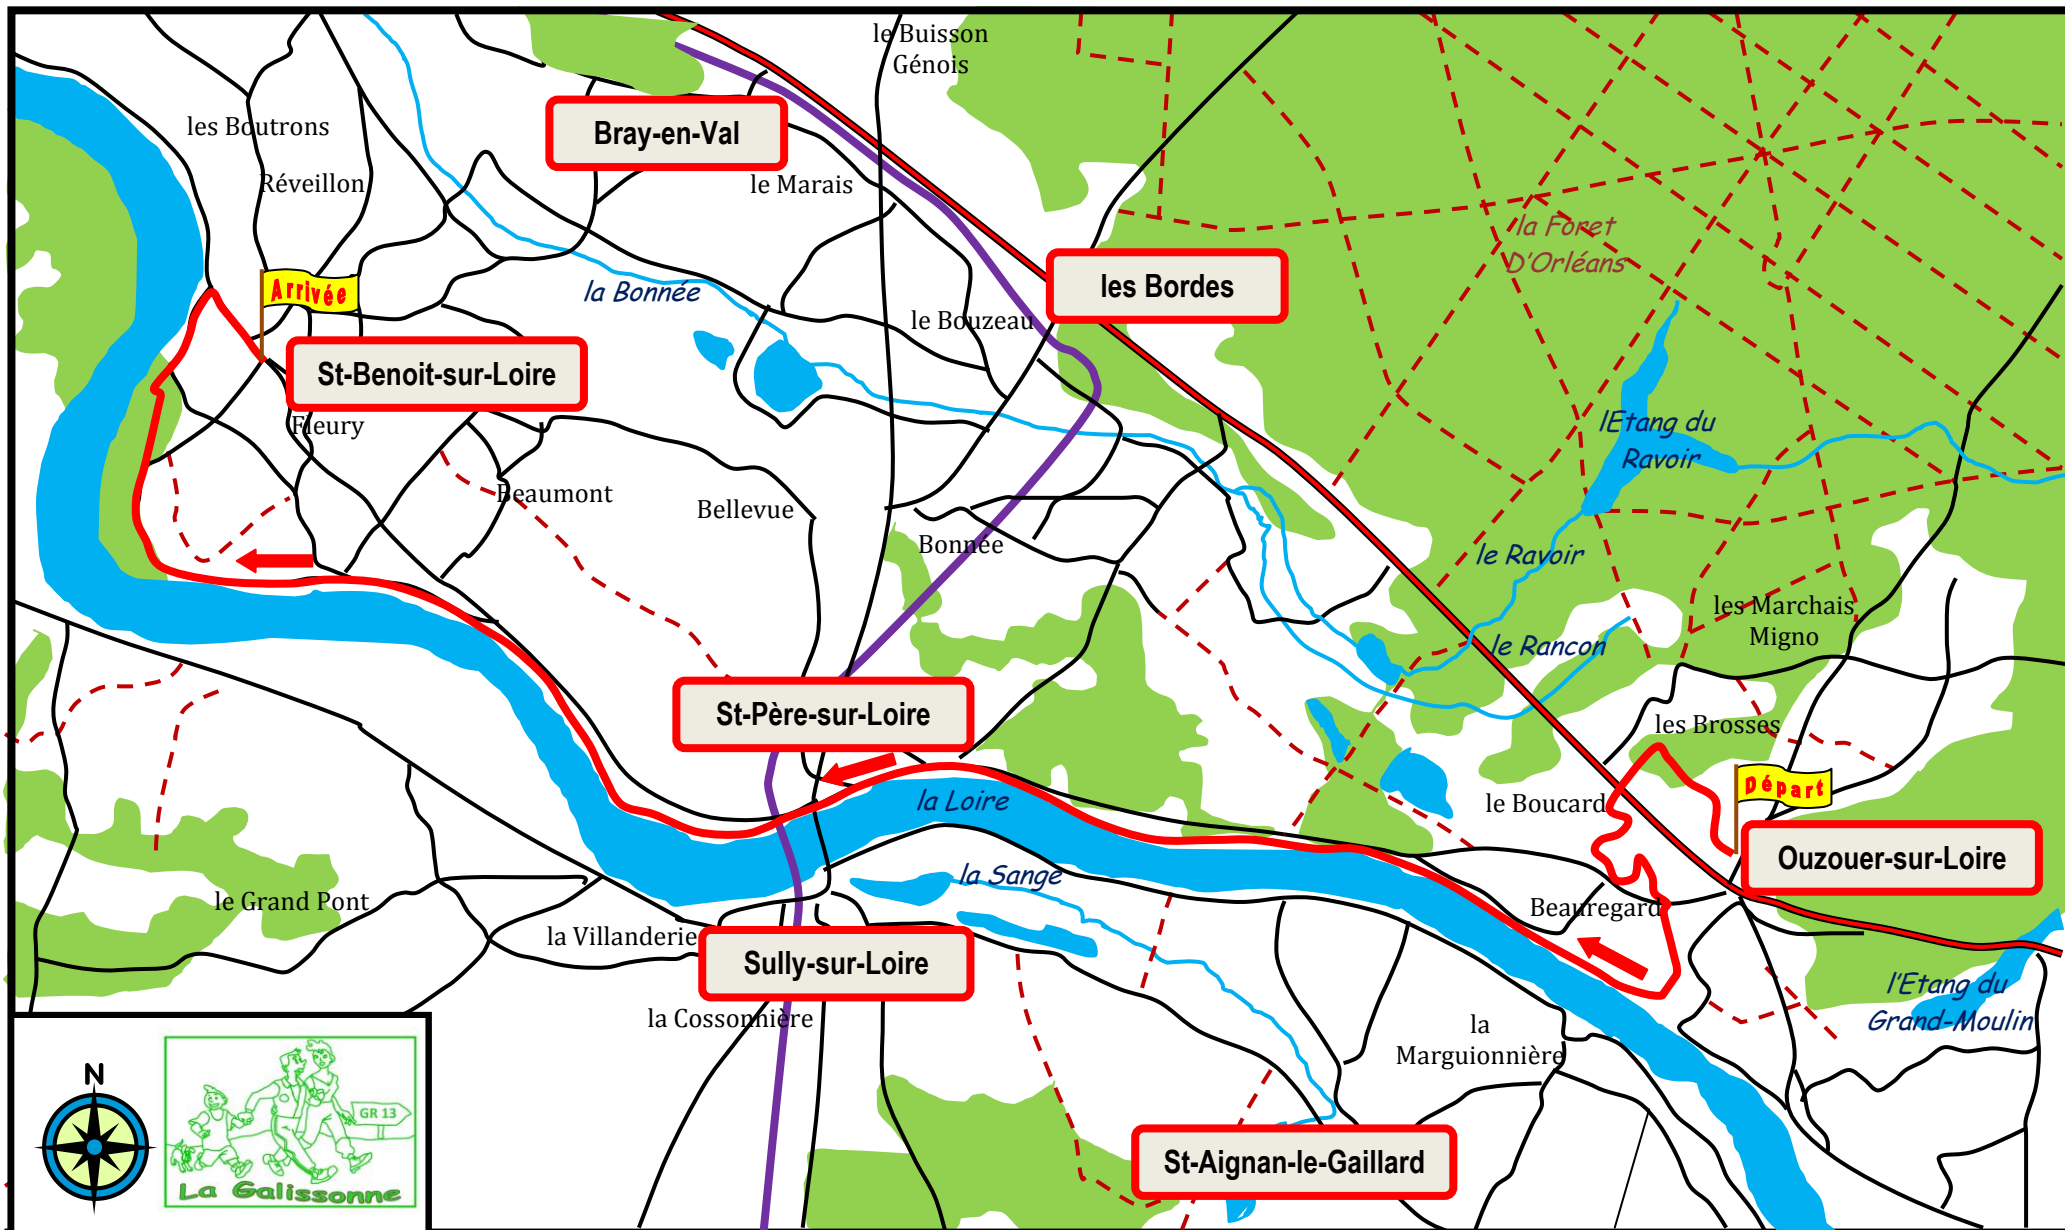 le Buisson
Génois
les Boutrons
Bray-en-Val
Réveillon
le Marais
la Foret
D'Orléans
Arrivée
la Bonnée
les Bordes
le Bouzeau
St-Benoit-sur-Loire
Fleury
l'Etang du
Ravoir
Beaumont
Bellevue
Bonnée
le Ravoir
les Marchais
Migno
le Rancon
St-Père-sur-Loire
les Brosses
Départ
la Loire
le Boucard
Ouzouer-sur-Loire
la Sange
le Grand Pont
Beauregard
la Villanderie
Sully-sur-Loire
l'Etang du
Grand-Moulin
la Cossonnière
la
Marguionnière
N
GR 13
La Galissonne
St-Aignan-le-Gaillard